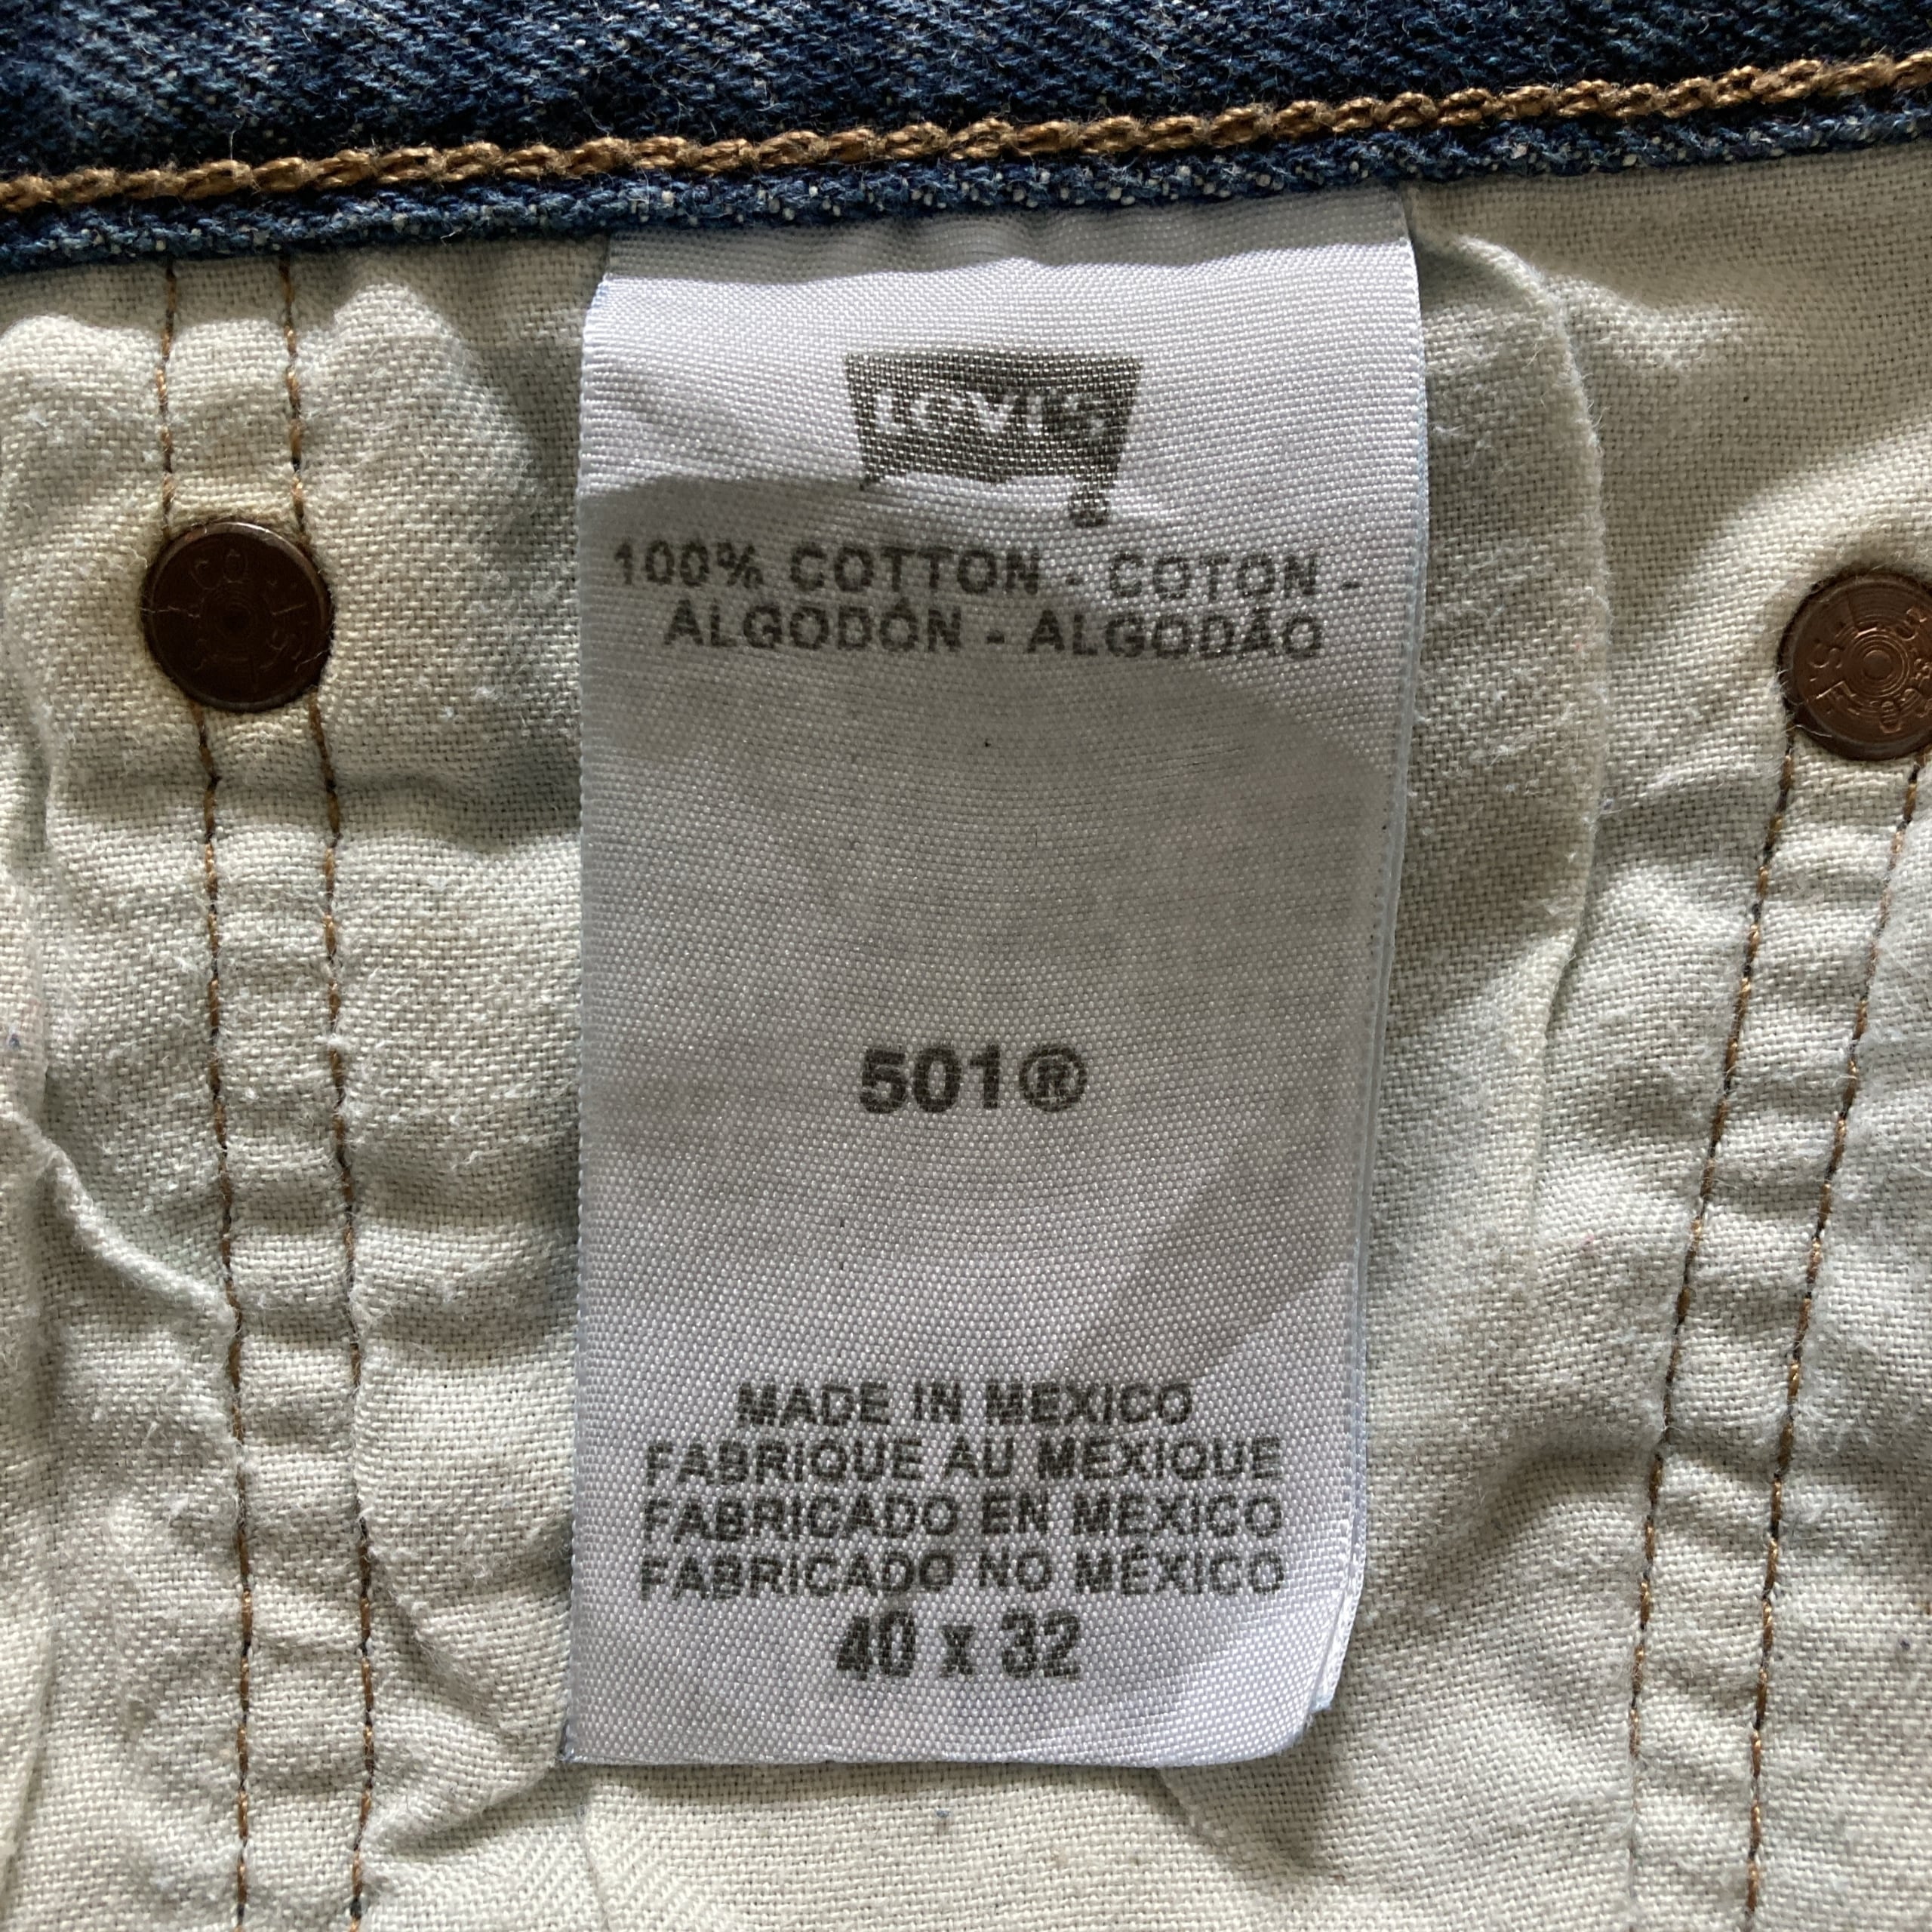 LEVI'S
100% COTTON - COTON -
ALGODÓN - ALGODÃO
501®
MADE IN MEXICO
FABRIQUE AU MEXIQUE
FABRICADO EN MEXICO
FABRICADO NO MÉXICO
40 x 32